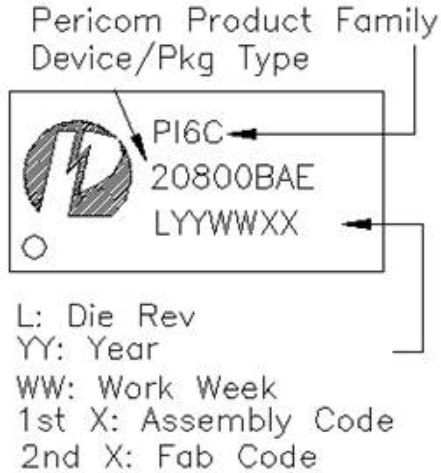 Pericom Product Family
Device/Pkg Type
PI6C
20800BAE
LYYWWXX
L: Die Rev
YY: Year
WW: Work Week
1st X: Assembly Code
2nd X: Fab Code